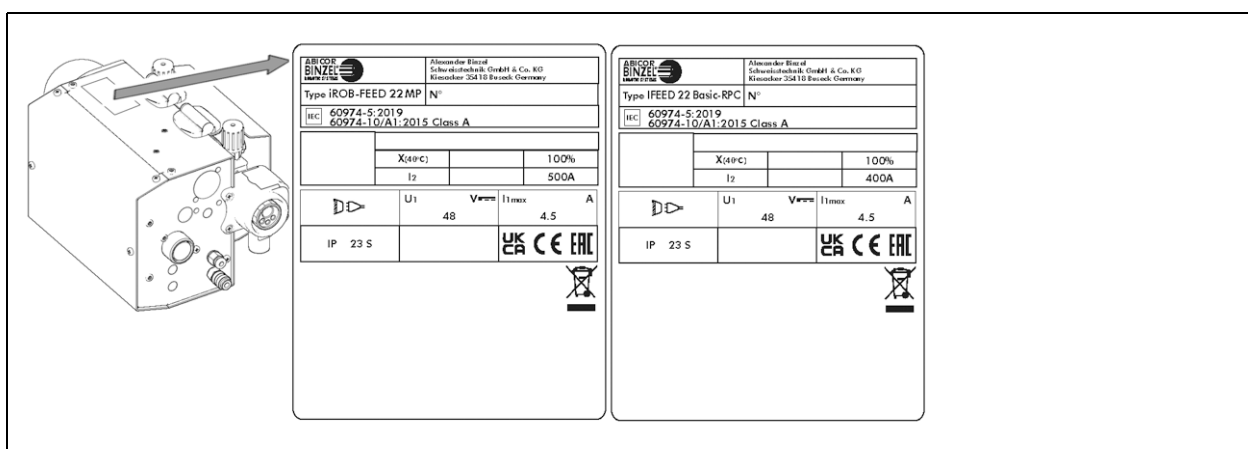 ABICOR
BINZEL
Alexander Binzel
Schweisstechnik GmbH & Co. KG
Kiesacker 35418 Buseck Germany
Type iROB-FEED 22 MP N°
IEC 60974-5:2019
60974-10/A1:2015 Class A
X(40°C) 100%
I2 500A
U1 V I1max A
48 4.5
IP 23 S
UK CA CE EAC
ABICOR
BINZEL
Alexander Binzel
Schweisstechnik GmbH & Co. KG
Kiesacker 35418 Buseck Germany
Type IFEED 22 Basic-RPC N°
IEC 60974-5:2019
60974-10/A1:2015 Class A
X(40°C) 100%
I2 400A
U1 V I1max A
48 4.5
IP 23 S
UK CA CE EAC